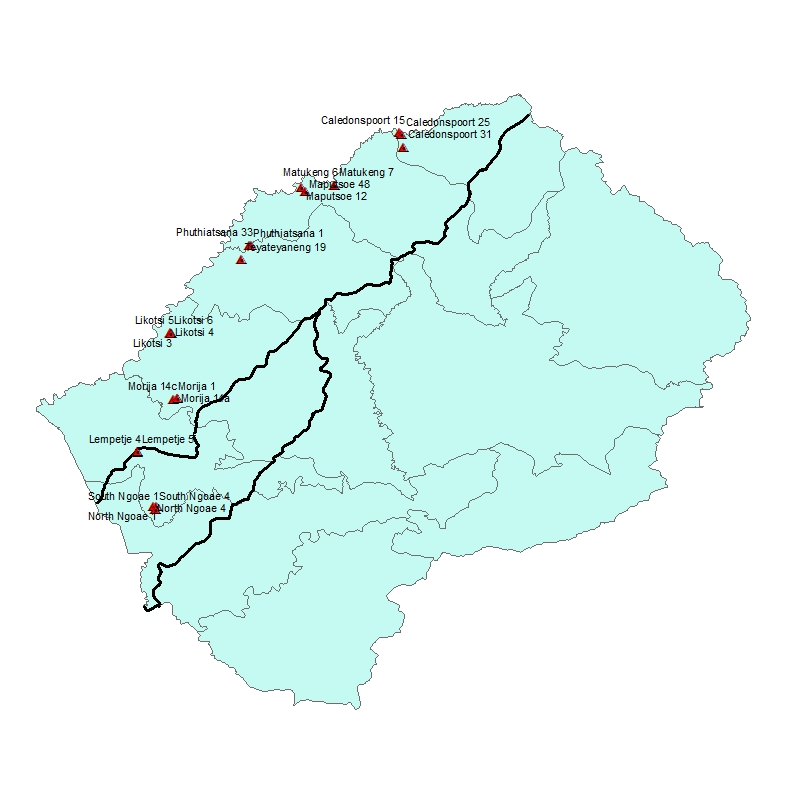 Caledonspoort 15 Caledonspoort 25
Caledonspoort 31
Matukeng 6 Matukeng 7
Maputsoe 48
Maputsoe 12
Phuthiatsana 33 Phuthiatsana 1
Teyateyaneng 19
Likotsi 5 Likotsi 6
Likotsi 4
Likotsi 3
Morija 14c Morija 1
Morija 14a
Lempetje 4 Lempetje 5
South Ngoae 1 South Ngoae 4
North Ngoae 4
North Ngoae